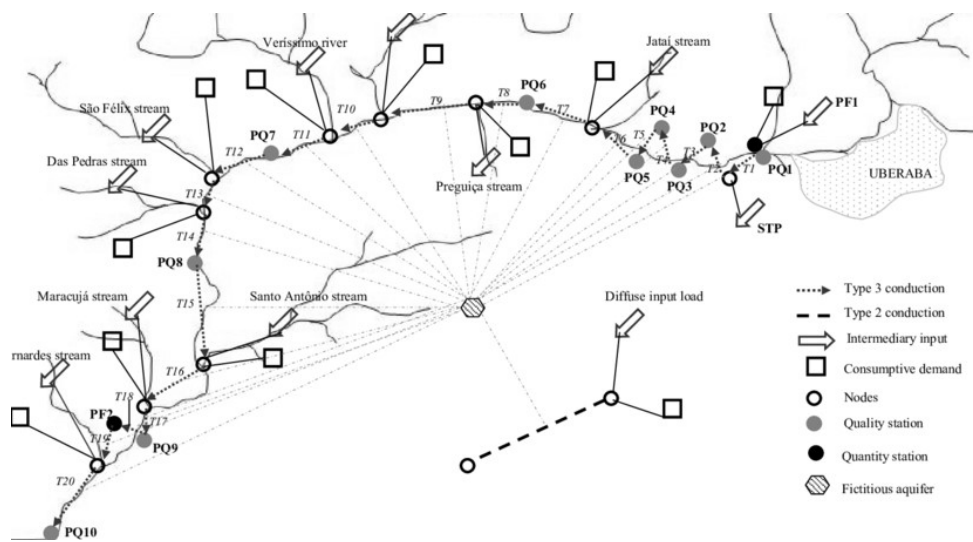 Veríssimo river
Jataí stream
PQ6
PF1
São Félix stream
T10
T9
T8
T7
PQ4
PQ2
PQ7
T11
T6
T5
T3
T1
PQ1
T12
Das Pedras stream
PQ5
PQ3
UBERABA
Preguiça stream
T13
STP
T14
PQ8
Maracujá stream
T15
Santo Antônio stream
Diffuse input load
Type 3 conduction
Type 2 conduction
Intermediary input
rnardes stream
T16
Consumptive demand
T18
Nodes
PF2
T17
Quality station
T19
PQ9
Quantity station
T20
Fictitious aquifer
PQ10